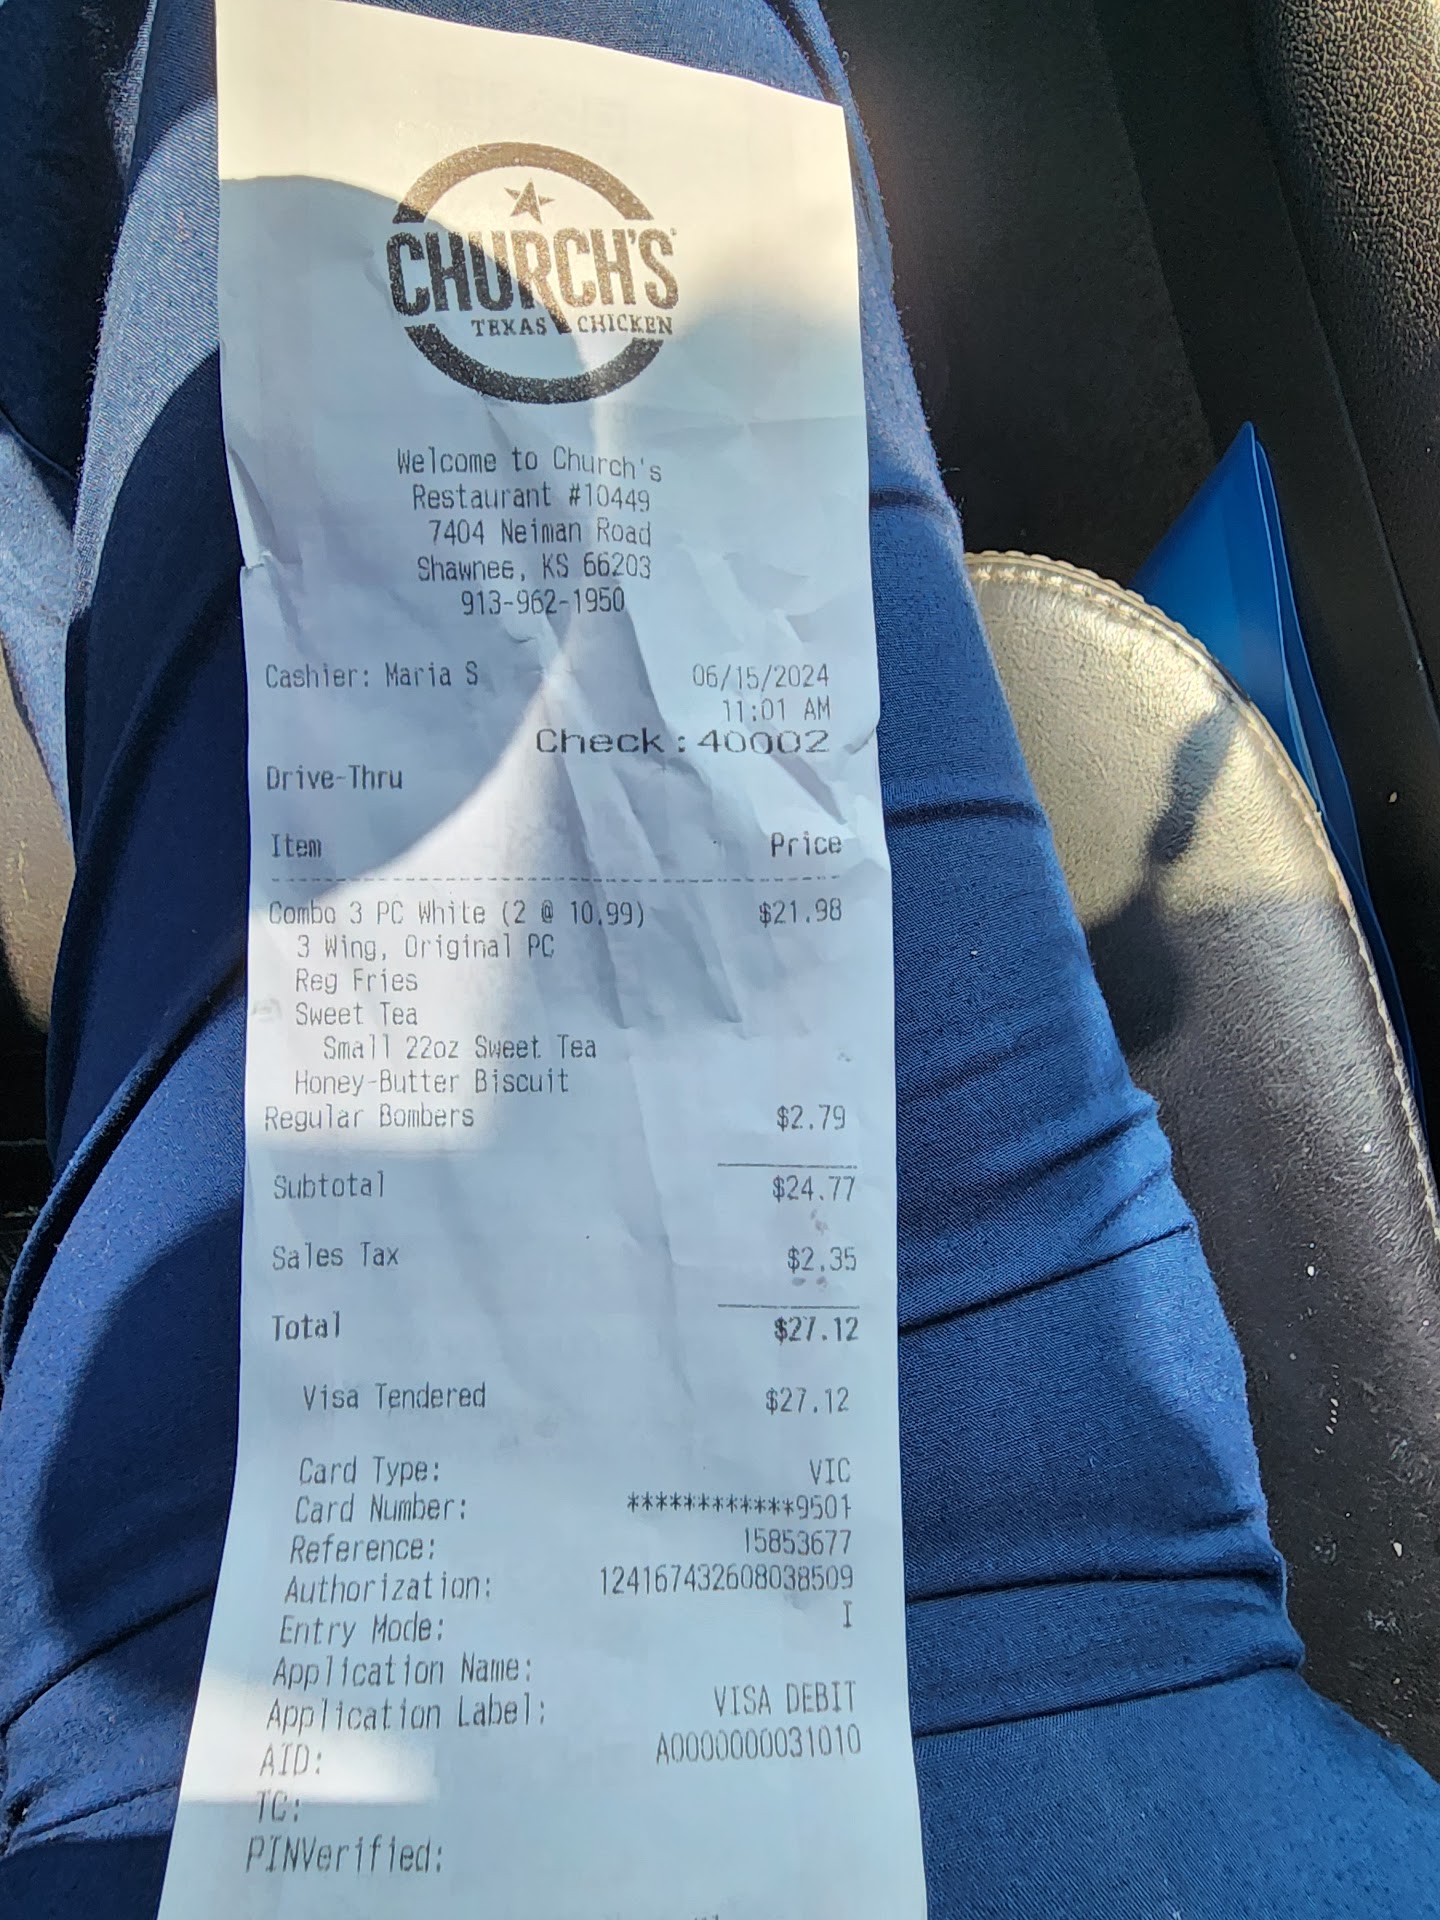 CHURCH'S
TEXAS CHICKEN
Welcome to Church's
Restaurant #10449
7404 Neiman Road
Shawnee, KS 66203
913-962-1950
Cashier: Maria S 06/15/2024
11:01 AM
Check: 40002
Drive-Thru
Item Price
Combo 3 PC White (2 @ 10.99) $21.98
3 Wing, Original PC
Reg Fries
Sweet Tea
Small 22oz Sweet Tea
Honey-Butter Biscuit
Regular Bombers $2.79
Subtotal $24.77
Sales Tax $2.35
Total $27.12
Visa Tendered $27.12
Card Type: VIC
Card Number: ************9501
Reference: 15853677
Authorization: 124167432608038509
Entry Mode: I
Application Name:
Application Label: VISA DEBIT
AID: A0000000031010
TC:
PINVerified: